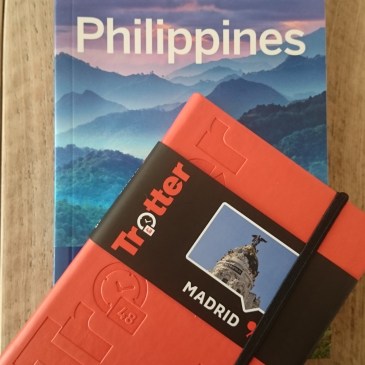 Philippines
Trotter
MADRID
48